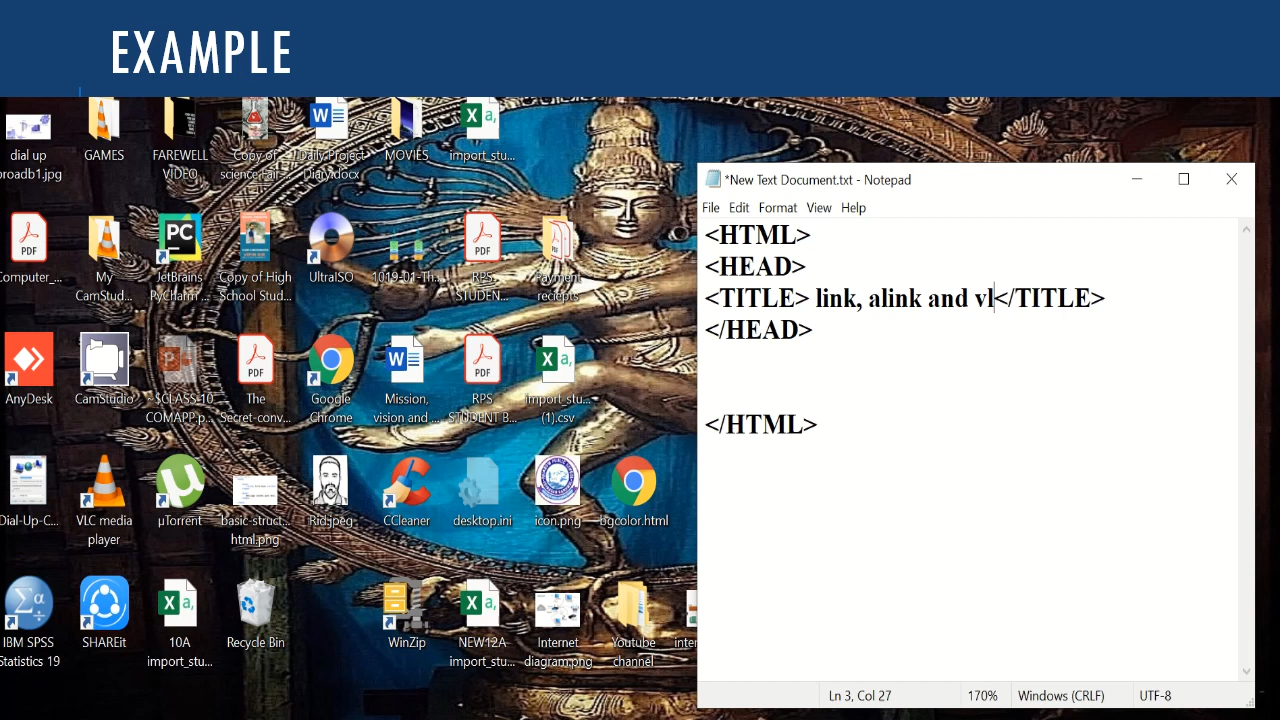 EXAMPLE
dial up
broadb1.jpg
GAMES
FAREWELL
VIDEO
Copy of
science Fair-...
Daily Project
Diary.docx
MOVIES
import_stu...
Computer_...
My
CamStud...
JetBrains
PyCharm ...
Copy of High
School Stud...
UltraISO
1019-01-Th...
RPS
STUDEN...
Payment
reciepts
AnyDesk
CamStudio
~$CLASS-10
COMAPP.p...
The
Secret-conv...
Google
Chrome
Mission,
vision and ...
RPS
STUDENT B...
import_stu...
(1).csv
Dial-Up-C...
VLC media
player
µTorrent
basic-struct...
html.png
Rid.jpeg
CCleaner
desktop.ini
icon.png
bgcolor.html
IBM SPSS
Statistics 19
SHAREit
10A
import_stu...
Recycle Bin
WinZip
NEW12A
import_stu...
Internet
diagram.png
Youtube
channel
inter
*New Text Document.txt - Notepad
File Edit Format View Help
<HTML>
<HEAD>
<TITLE> link, alink and vl</TITLE>
</HEAD>
</HTML>
Ln 3, Col 27 170% Windows (CRLF) UTF-8